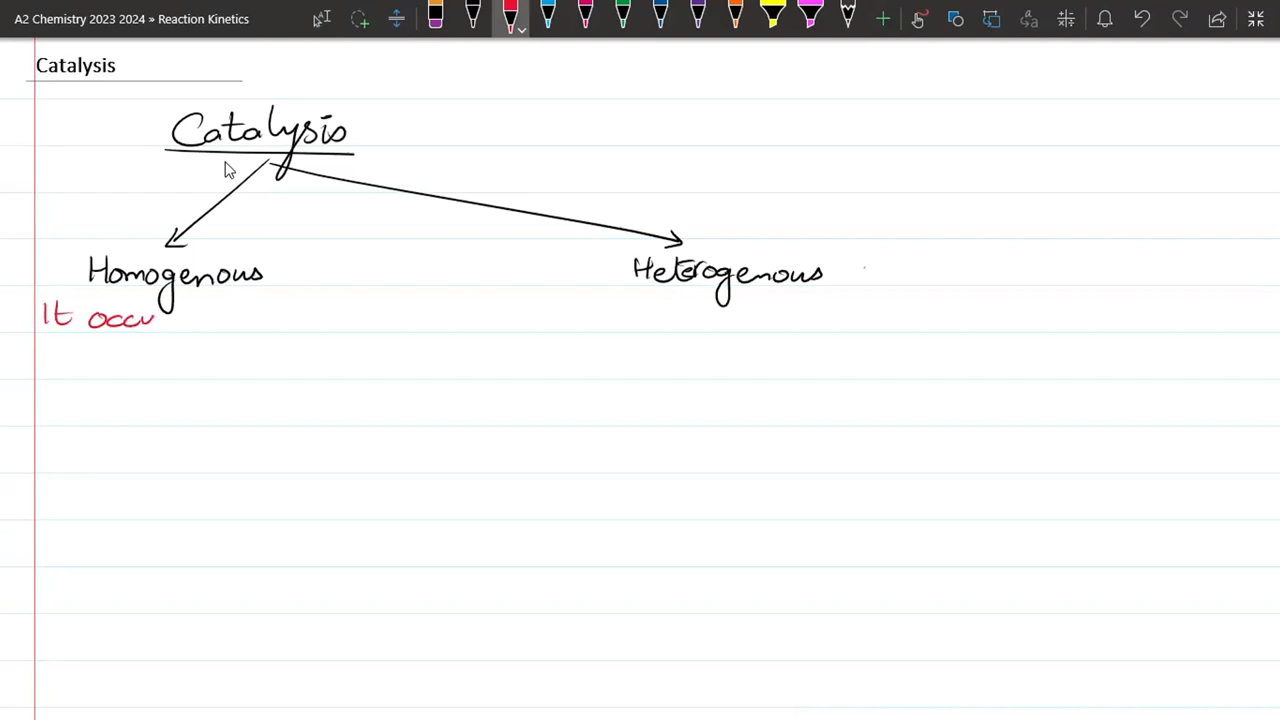 A2 Chemistry 2023 2024 » Reaction Kinetics
Catalysis
Catalysis
Homogenous Heterogenous
It occu